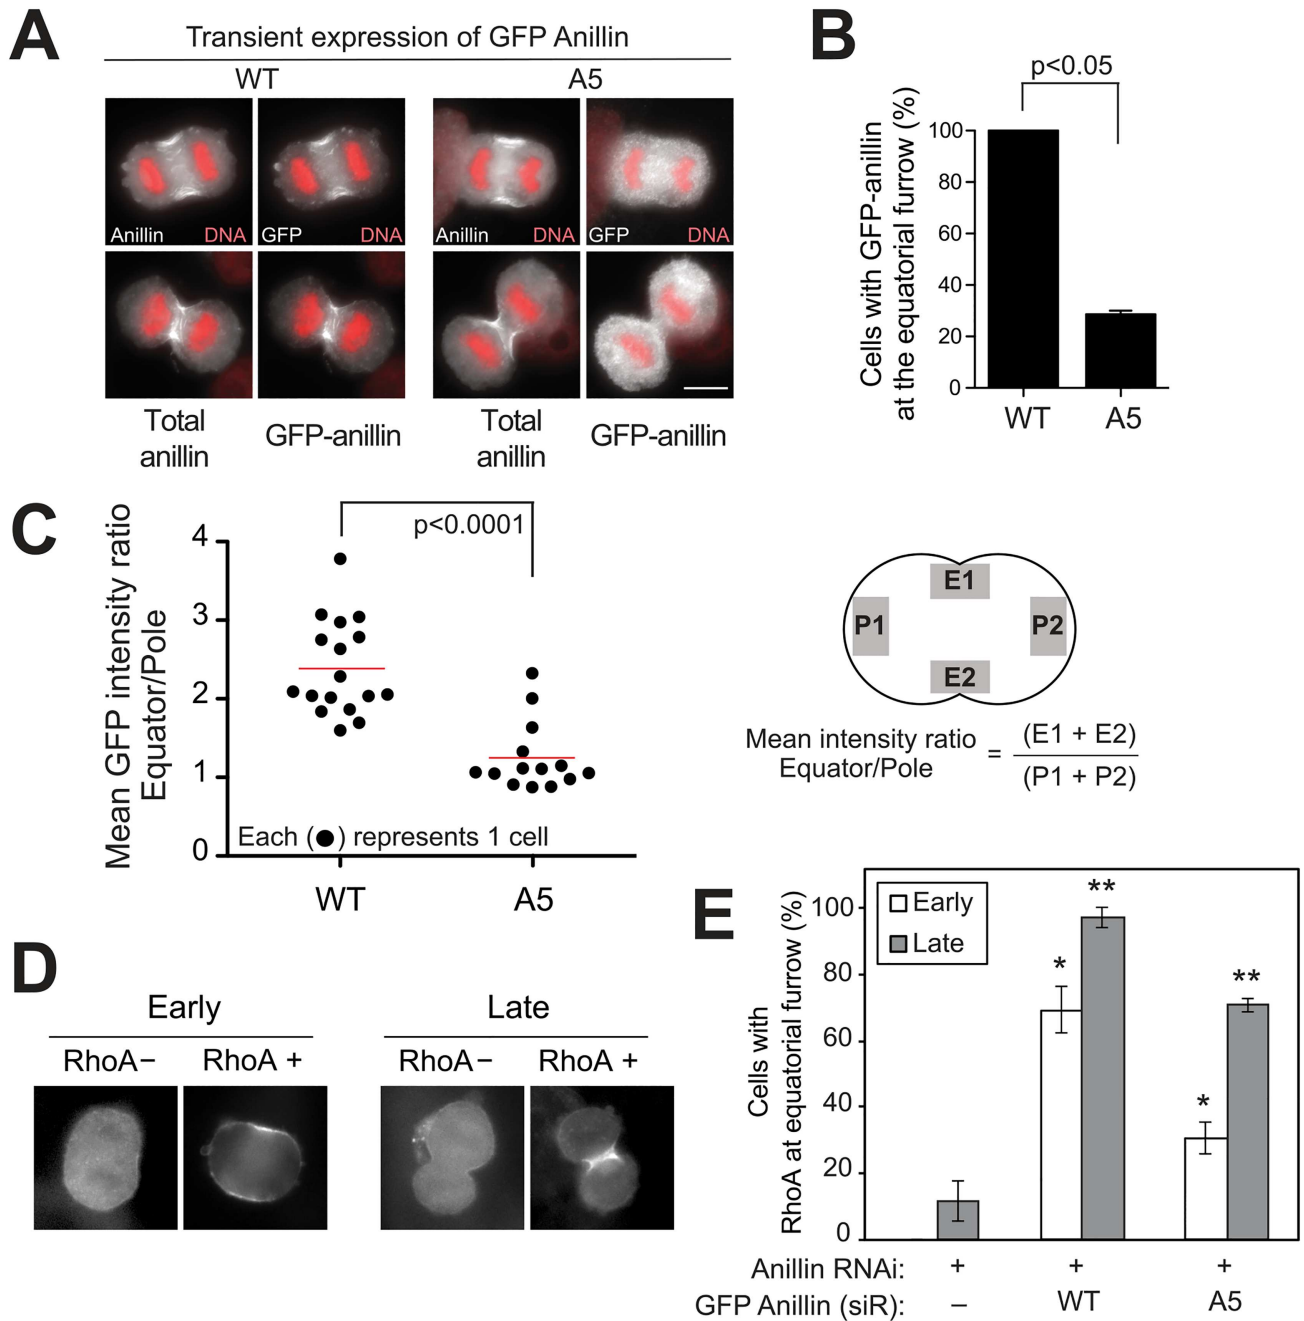 A
Transient expression of GFP Anillin
WT
A5
Anillin DNA
GFP DNA
Anillin DNA
GFP DNA
Total
anillin
GFP-anillin
Total
anillin
GFP-anillin
B
p<0.05
Cells with GFP-anillin
at the equatorial furrow (%)
100
80
60
40
20
0
WT
A5
C
Mean GFP intensity ratio
Equator/Pole
4
3
2
1
0
p<0.0001
Each (●) represents 1 cell
WT
A5
E1
P1
P2
E2
Mean intensity ratio
Equator/Pole
=
(E1 + E2)
(P1 + P2)
D
Early
Late
RhoA−
RhoA +
RhoA−
RhoA +
E
Cells with
RhoA at equatorial furrow (%)
100
80
60
40
20
0
Early
Late
*
**
*
**
Anillin RNAi: + + +
GFP Anillin (siR): – WT A5